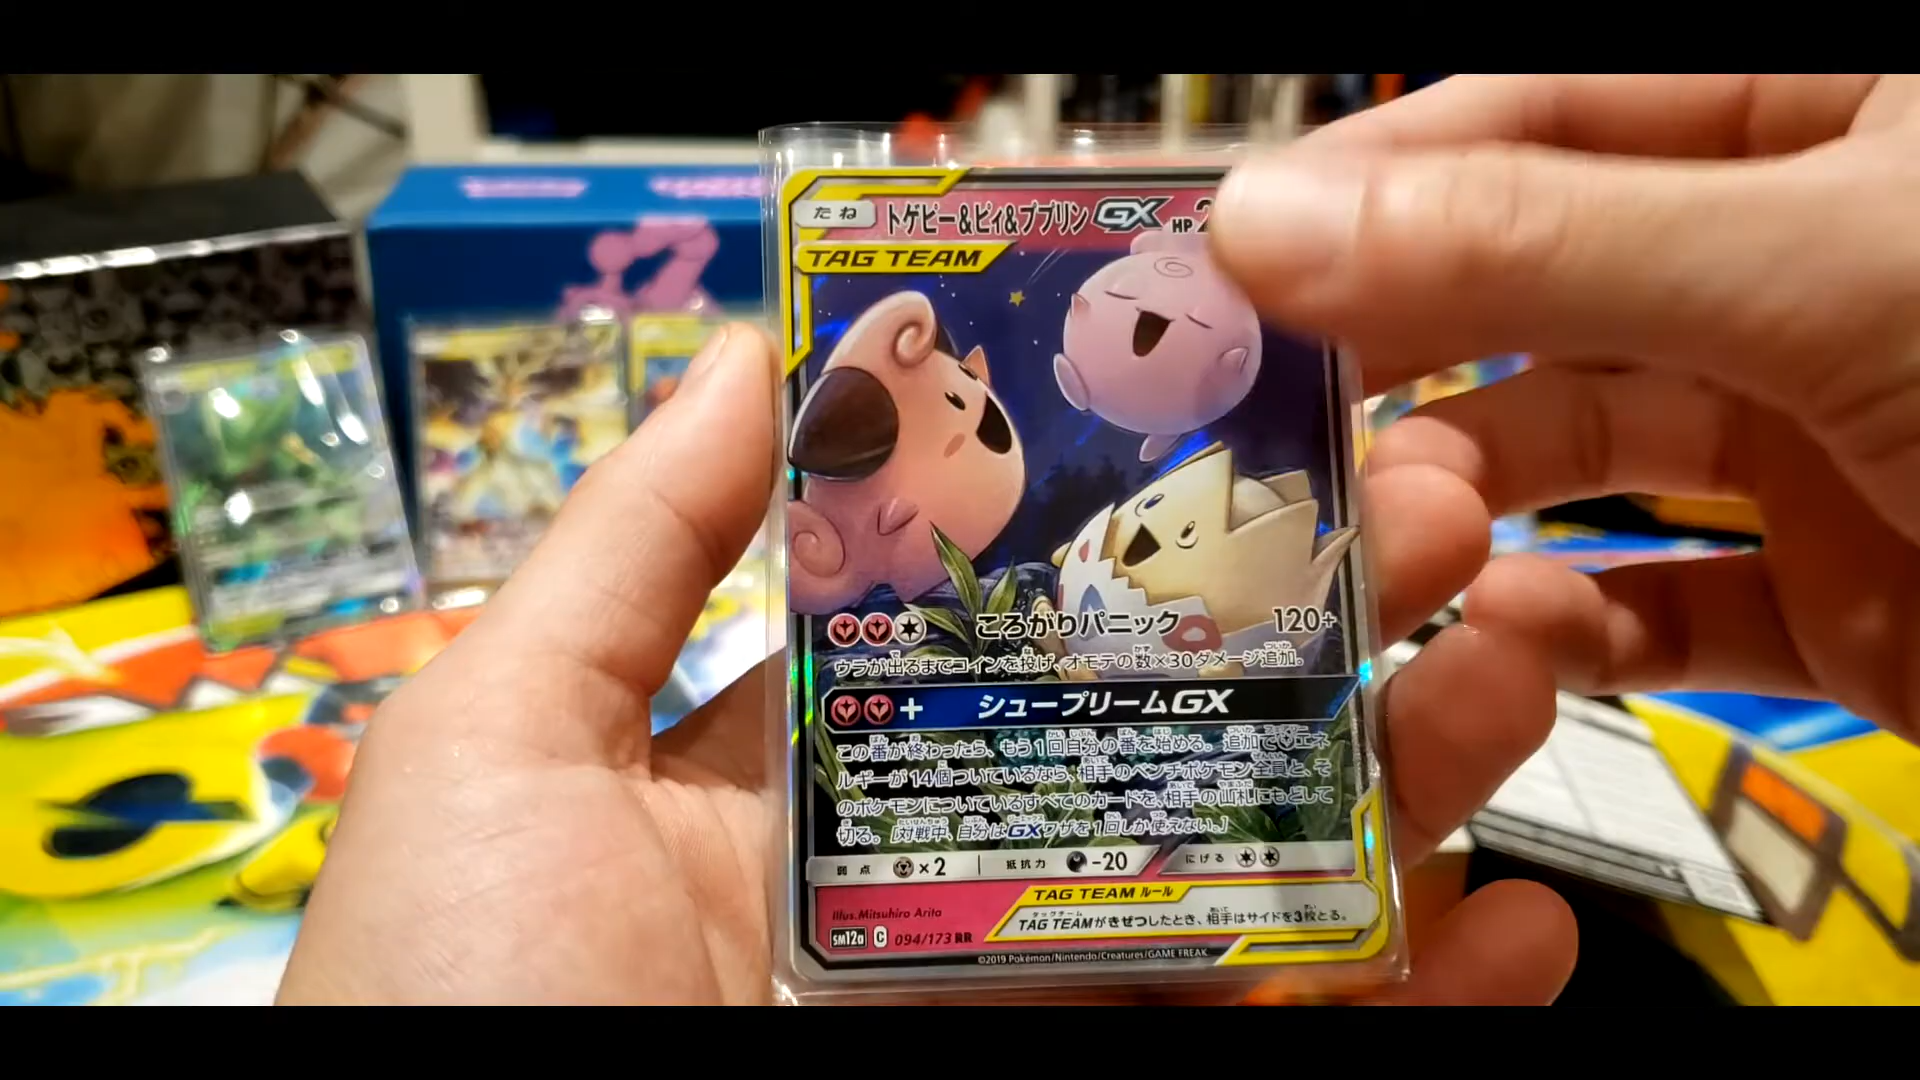 たね トゲピー&ピィ&ププリンGX HP2
TAG TEAM
ころがりパニック 120+
ウラが出るまでコインを投げ、オモテの数×30ダメージ追加。
+ シュープリームGX
この番が終わったら、もう1回自分の番を始める。追加でエネ
ルギーが14個ついているなら、相手のベンチポケモン全員と、そ
のポケモンについているすべてのカードを、相手の山札にもどして
切る。[対戦中、自分はGXワザを1回しか使えない。]
弱点 ×2 抵抗力 -20 にげる
TAG TEAM ルール
TAG TEAMがきぜつしたとき、相手はサイドを3枚とる。
Illus.Mitsuhiro Arita
SM12a C 094/173 RR
©2019 Pokémon/Nintendo/Creatures/GAME FREAK